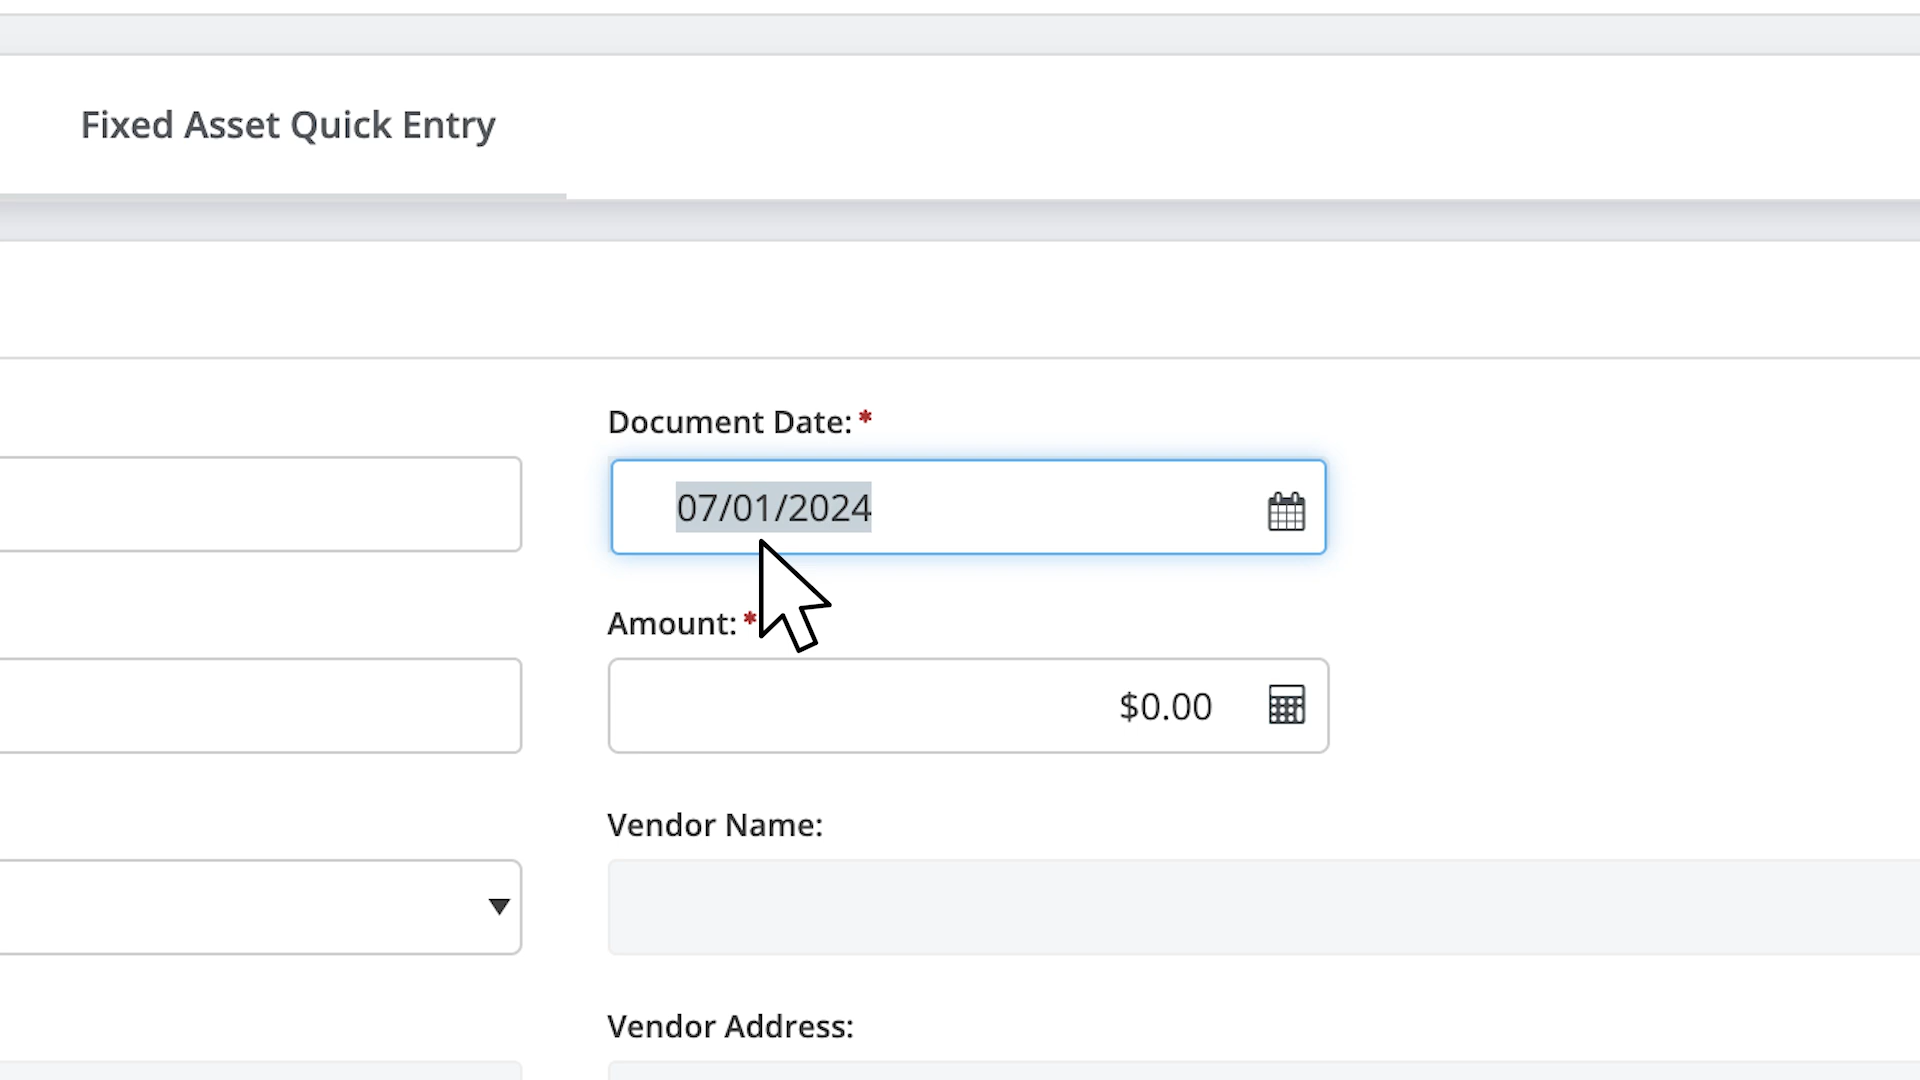 Fixed Asset Quick Entry
Document Date: *
07/01/2024
Amount: *
$0.00
Vendor Name:
Vendor Address: